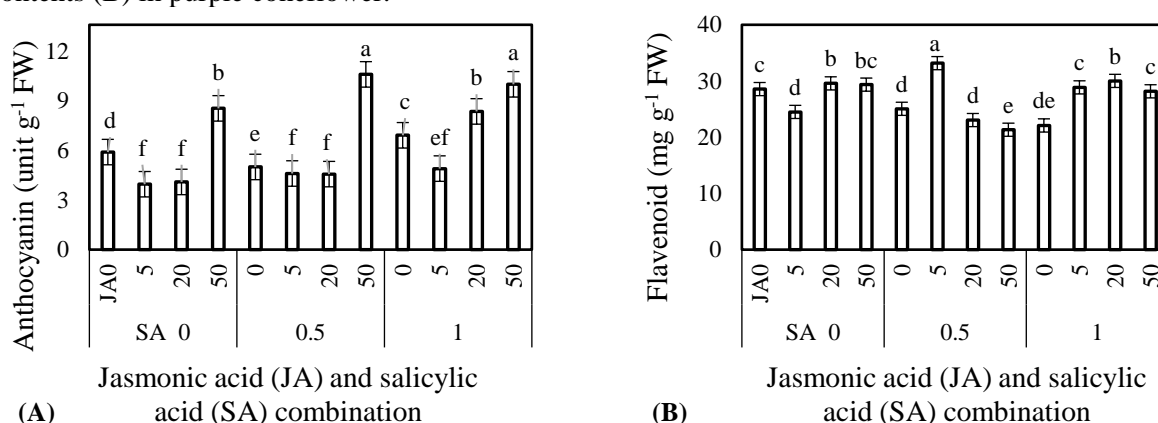 contents (B) in purple coneflower.
Anthocyanin (unit g-1 FW)
12
9
6
3
0
d f f b e f f a c ef b a
JA0 5 20 50 0 5 20 50 0 5 20 50
SA 0 0.5 1
Jasmonic acid (JA) and salicylic
acid (SA) combination
(A)
Flavenoid (mg g-1 FW)
40
30
20
10
0
c d b bc d a d e de c b c
JA0 5 20 50 0 5 20 50 0 5 20 50
SA 0 0.5 1
Jasmonic acid (JA) and salicylic
acid (SA) combination
(B)